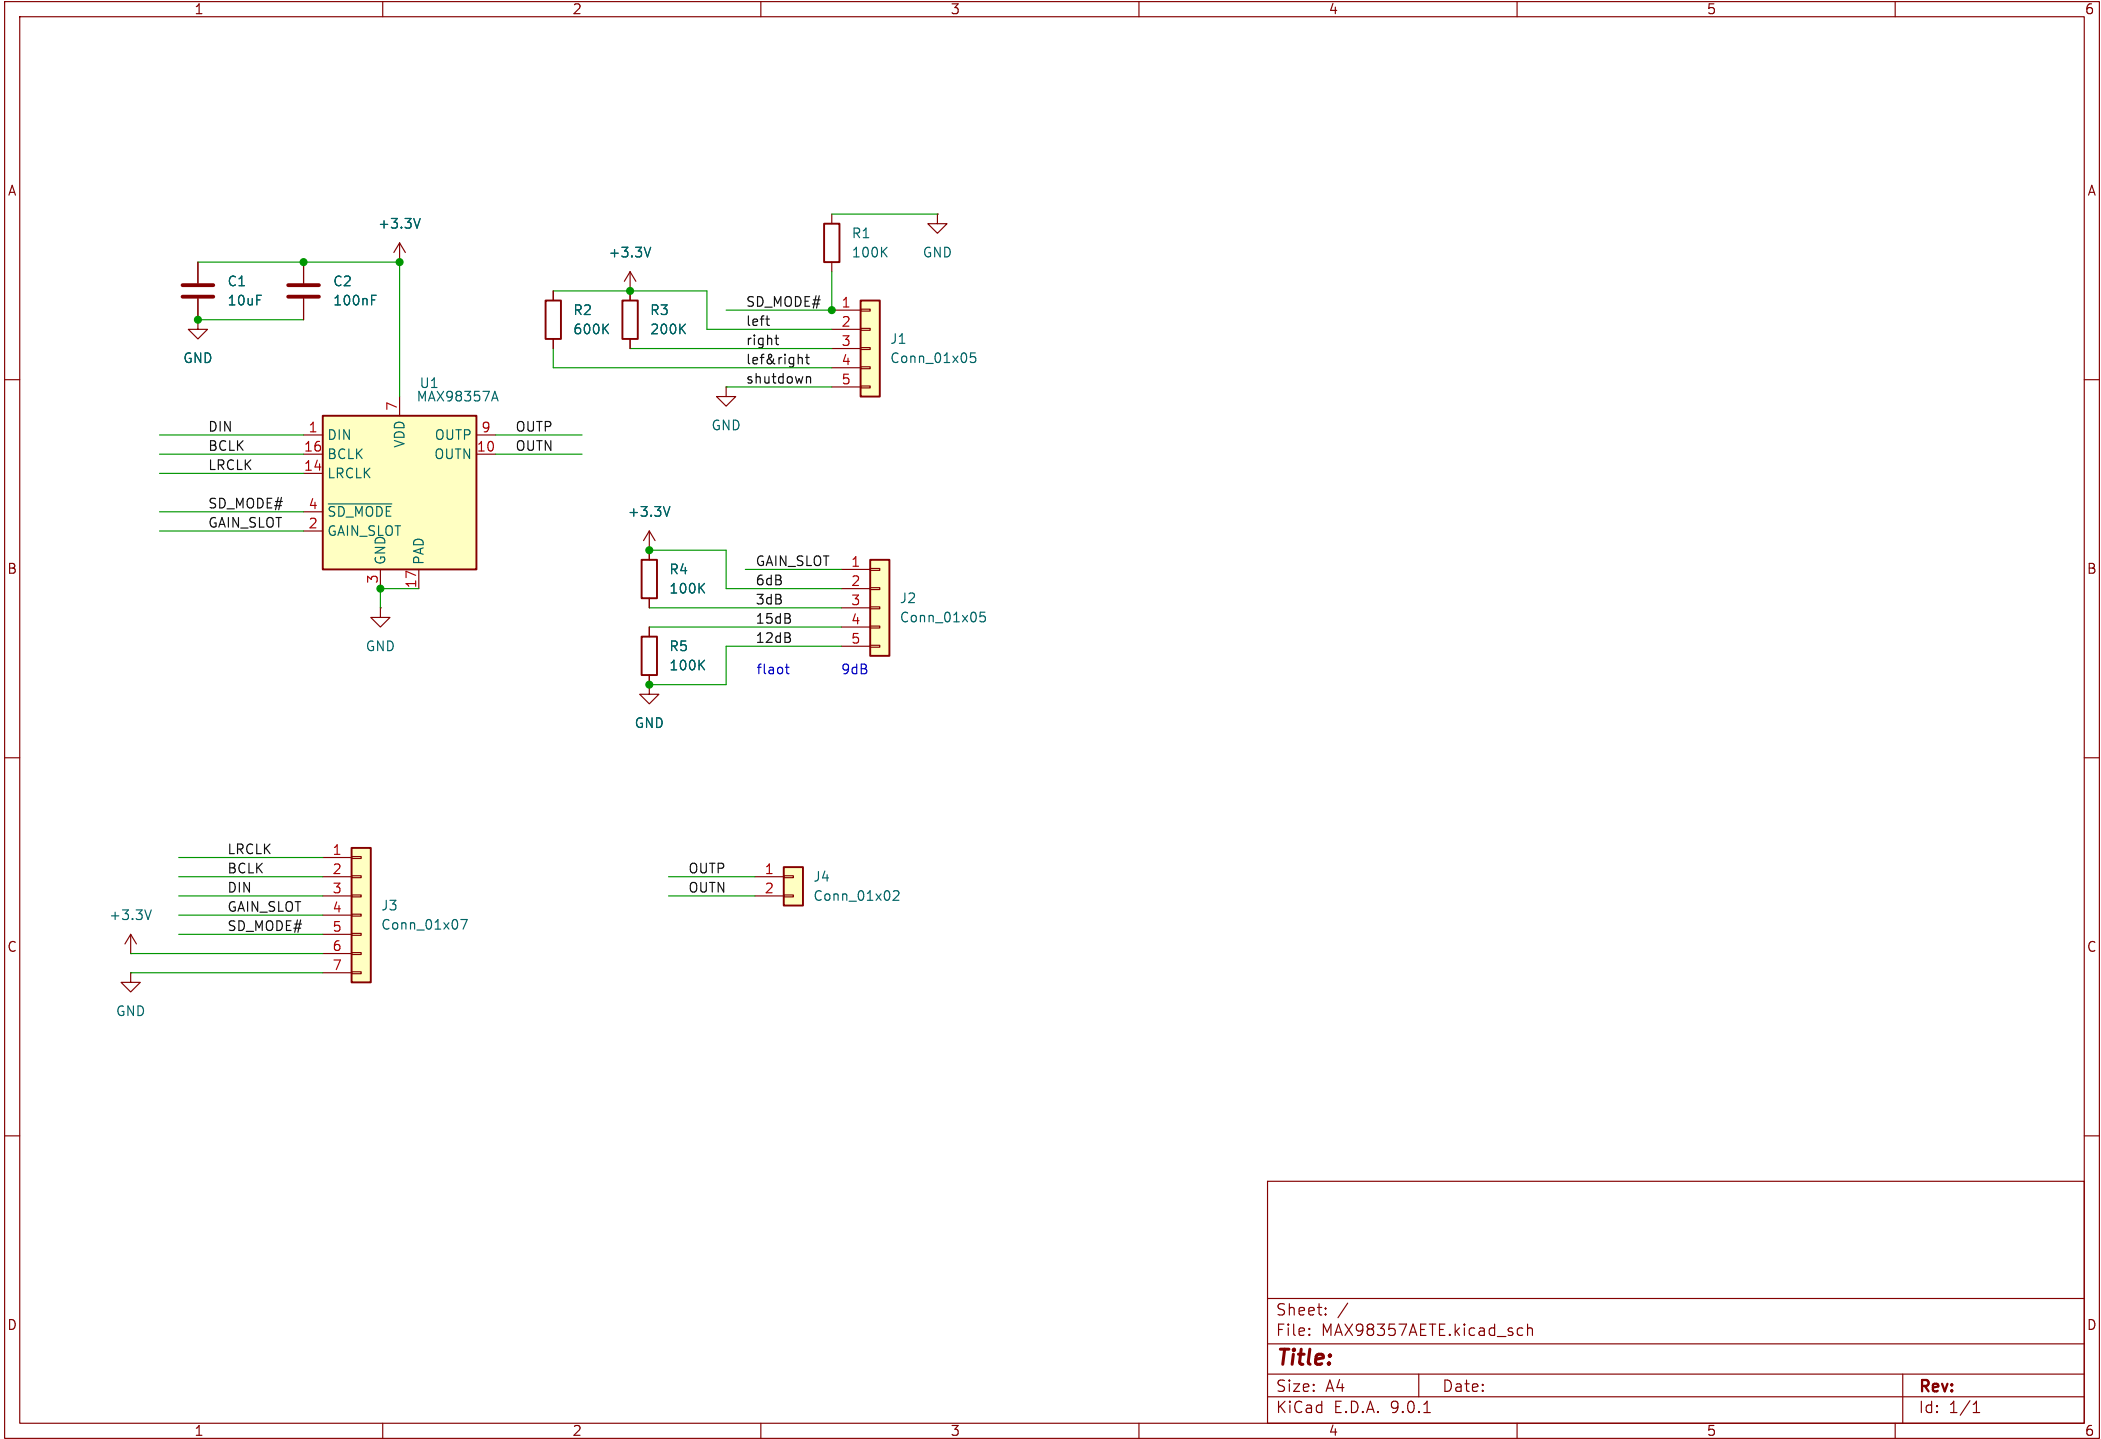 1 2 3 4 5 6
A A
+3.3V
C1
10uF
C2
100nF
GND
+3.3V
R2
600K
R3
200K
R1
100K
GND
SD_MODE# 1
left 2
right 3
lef&right 4
shutdown 5
J1
Conn_01x05
GND
U1
MAX98357A
7
VDD
DIN 1 DIN
BCLK 16 BCLK
LRCLK 14 LRCLK
SD_MODE# 4 SD_MODE
GAIN_SLOT 2 GAIN_SLOT
OUTP 9 OUTP
OUTN 10 OUTN
GND
PAD
3
17
GND
B B
+3.3V
R4
100K
R5
100K
GAIN_SLOT 1
6dB 2
3dB 3
15dB 4
12dB 5
J2
Conn_01x05
flaot 9dB
GND
LRCLK 1
BCLK 2
DIN 3
GAIN_SLOT 4
SD_MODE# 5
6
7
J3
Conn_01x07
+3.3V
GND
OUTP 1
OUTN 2
J4
Conn_01x02
C C
D D
Sheet: /
File: MAX98357AETE.kicad_sch
Title:
Size: A4 Date: Rev:
KiCad E.D.A. 9.0.1 Id: 1/1
1 2 3 4 5 6